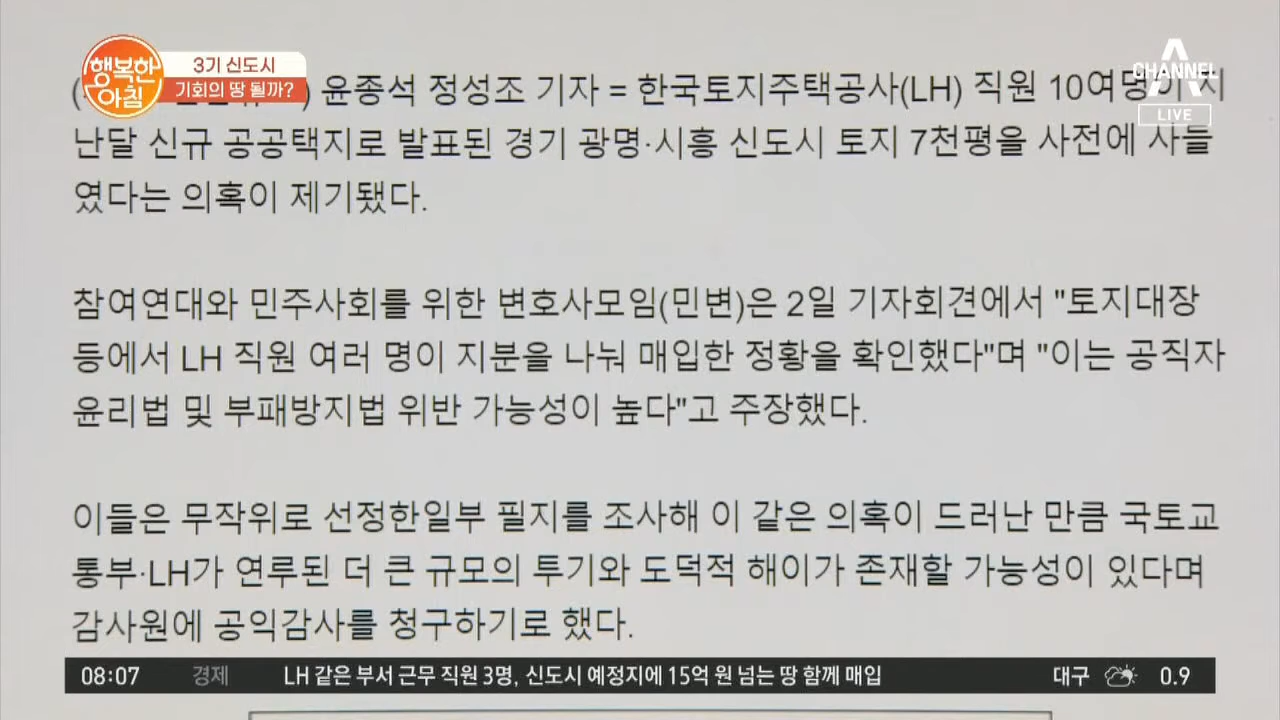 행복한
아침
3기 신도시
기회의 땅 될까?
CHANNEL
LIVE
윤종석 정성조 기자 = 한국토지주택공사(LH) 직원 10여명이 지
난달 신규 공공택지로 발표된 경기 광명·시흥 신도시 토지 7천평을 사전에 사들
였다는 의혹이 제기됐다.
참여연대와 민주사회를 위한 변호사모임(민변)은 2일 기자회견에서 "토지대장
등에서 LH 직원 여러 명이 지분을 나눠 매입한 정황을 확인했다"며 "이는 공직자
윤리법 및 부패방지법 위반 가능성이 높다"고 주장했다.
이들은 무작위로 선정한일부 필지를 조사해 이 같은 의혹이 드러난 만큼 국토교
통부·LH가 연루된 더 큰 규모의 투기와 도덕적 해이가 존재할 가능성이 있다며
감사원에 공익감사를 청구하기로 했다.
08:07 경제 LH 같은 부서 근무 직원 3명, 신도시 예정지에 15억 원 넘는 땅 함께 매입 대구 0.9